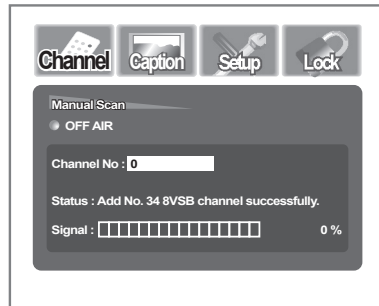 Channel Caption Setup Lock
Manual Scan
OFF AIR
Channel No : 0
Status : Add No. 34 8VSB channel successfully.
Signal : 0 %